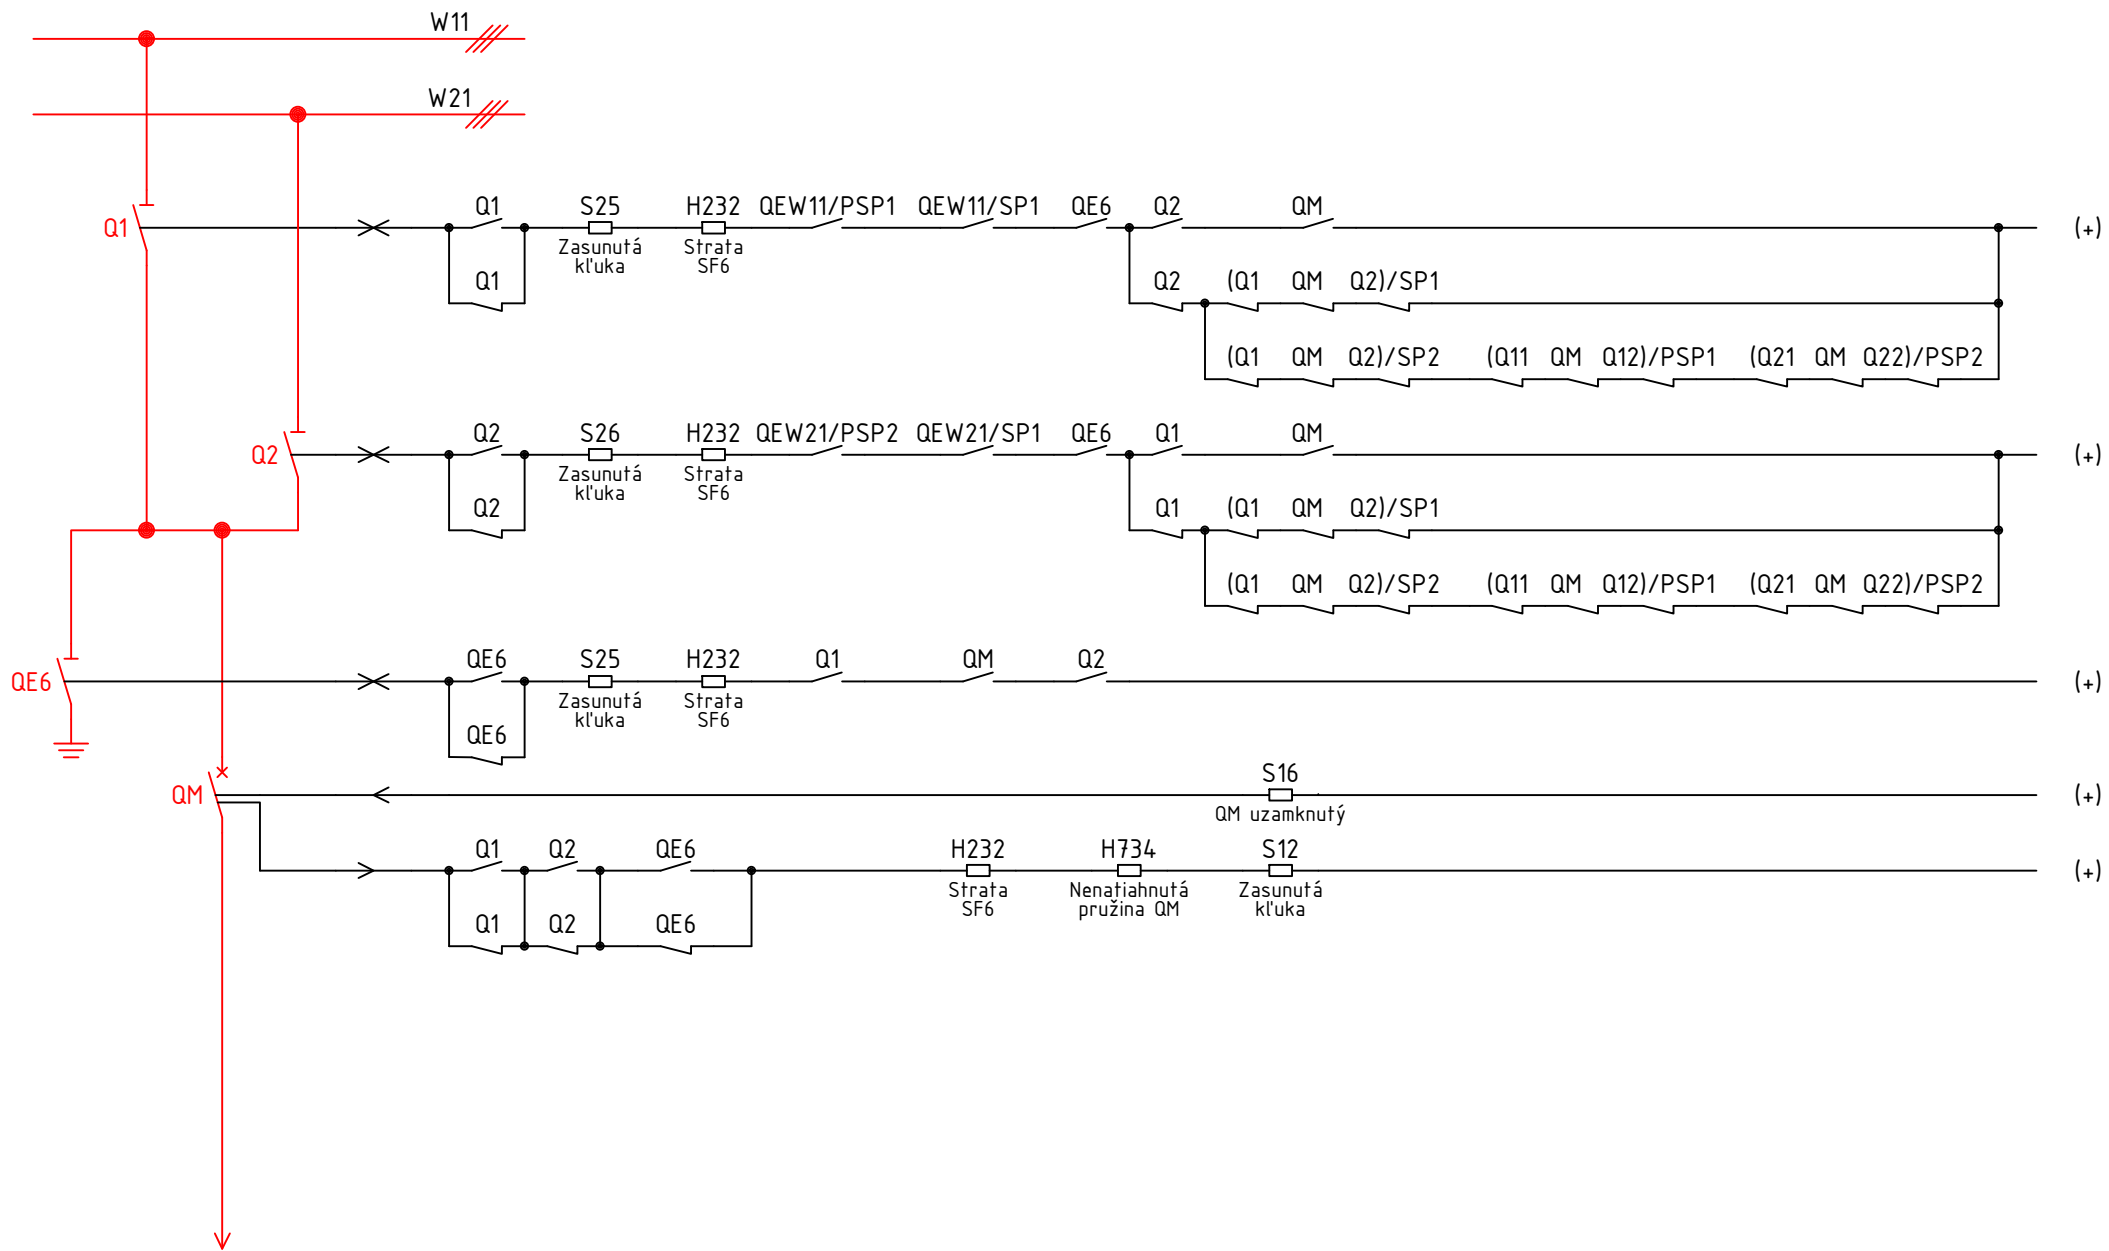 W11
W21
Q1
Q1 S25 H232 QEW11/PSP1 QEW11/SP1 QE6 Q2 QM (+)
Zasunutá Strata
kľuka SF6
Q1 Q2 (Q1 QM Q2)/SP1
(Q1 QM Q2)/SP2 (Q11 QM Q12)/PSP1 (Q21 QM Q22)/PSP2
Q2
Q2 S26 H232 QEW21/PSP2 QEW21/SP1 QE6 Q1 QM (+)
Zasunutá Strata
kľuka SF6
Q2 Q1 (Q1 QM Q2)/SP1
(Q1 QM Q2)/SP2 (Q11 QM Q12)/PSP1 (Q21 QM Q22)/PSP2
QE6
QE6 S25 H232 Q1 QM Q2 (+)
Zasunutá Strata
kľuka SF6
QE6
QM
S16 (+)
QM uzamknutý
Q1 Q2 QE6 H232 H734 S12 (+)
Strata Nenatiahnutá Zasunutá
SF6 pružina QM kľuka
Q1 Q2 QE6